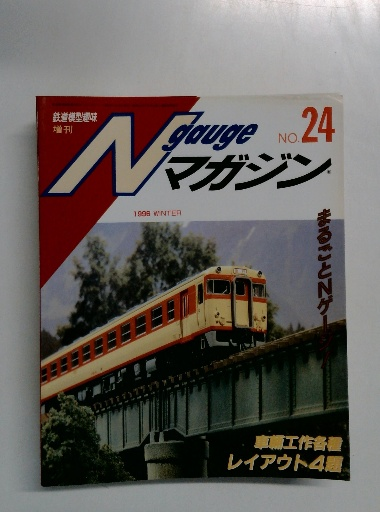 鉄道模型趣味
増刊
N gauge
マガジン
NO.24
1996 WINTER
まるごとNゲージ
車輌工作各種
レイアウト4題